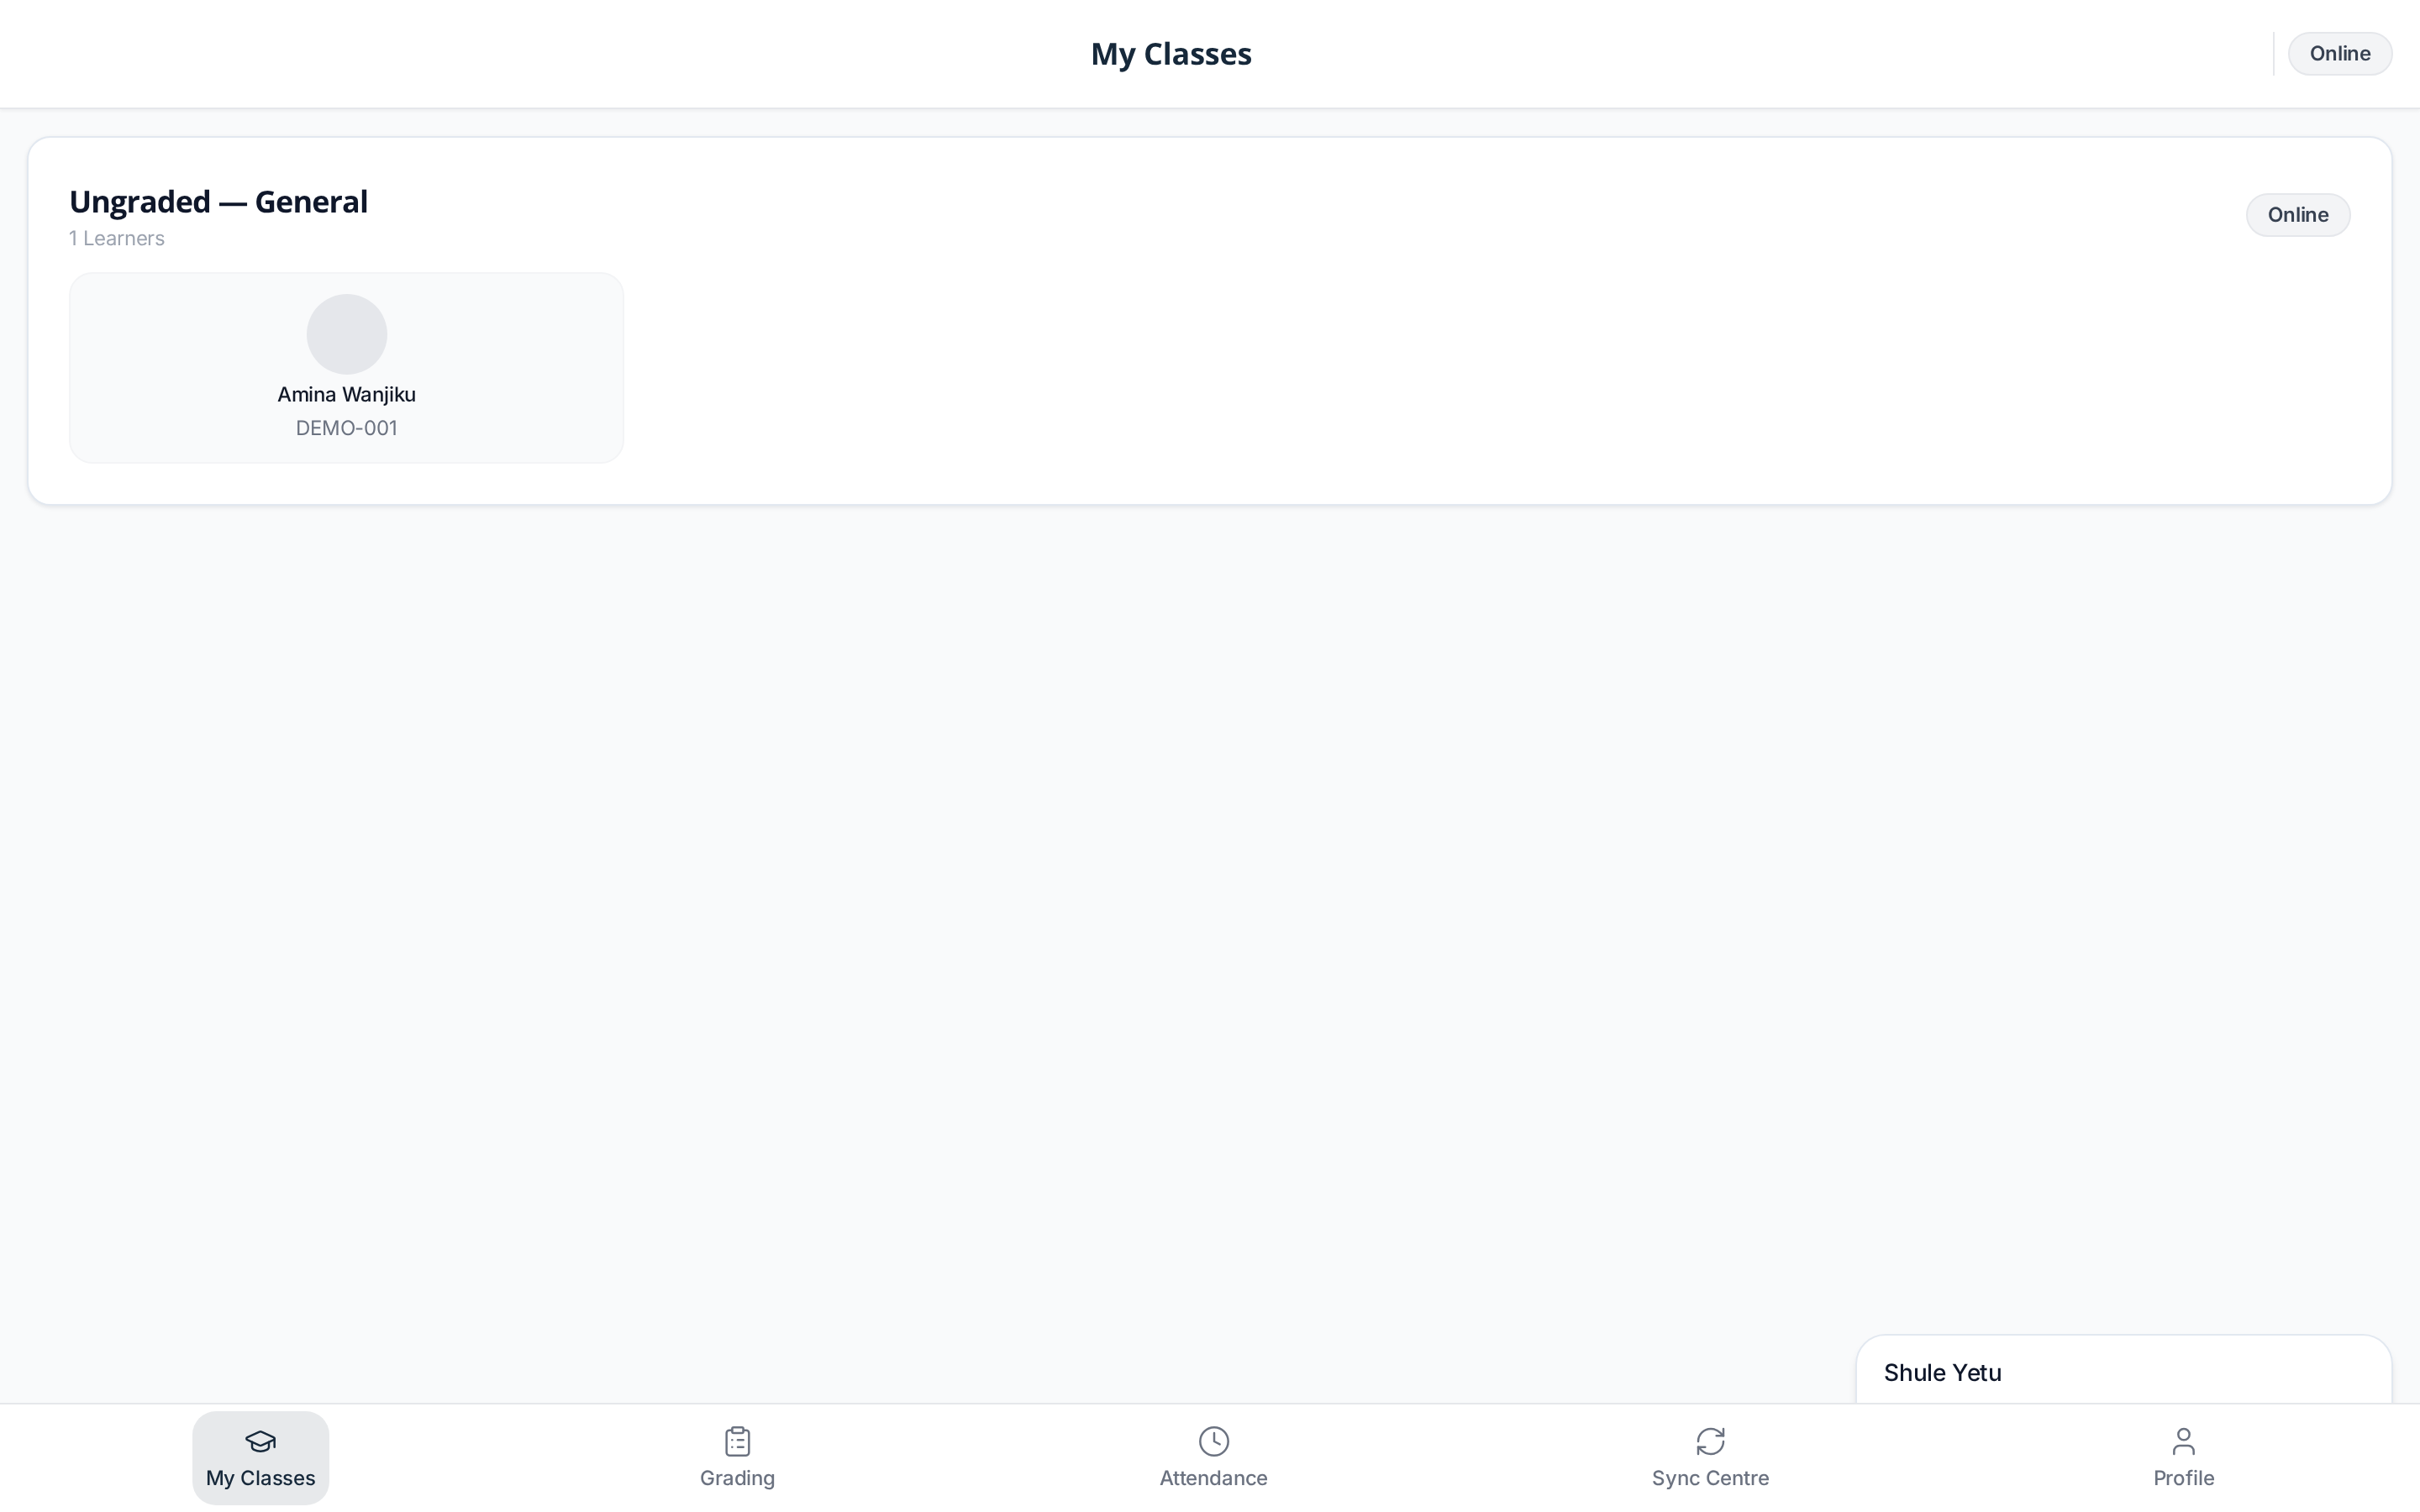 My Classes
Online
Ungraded — General
1 Learners
Online
Amina Wanjiku
DEMO-001
Shule Yetu
My Classes
Grading
Attendance
Sync Centre
Profile